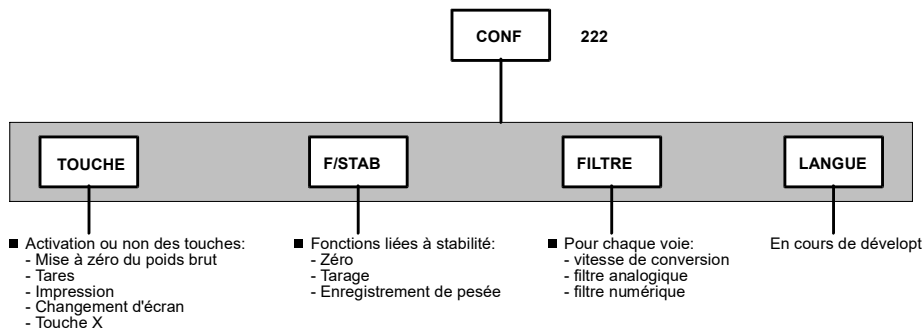 CONF 222
TOUCHE
F/STAB
FILTRE
LANGUE
■ Activation ou non des touches:
- Mise à zéro du poids brut
- Tares
- Impression
- Changement d'écran
- Touche X
■ Fonctions liées à stabilité:
- Zéro
- Tarage
- Enregistrement de pesée
■ Pour chaque voie:
- vitesse de conversion
- filtre analogique
- filtre numérique
En cours de dévelopt